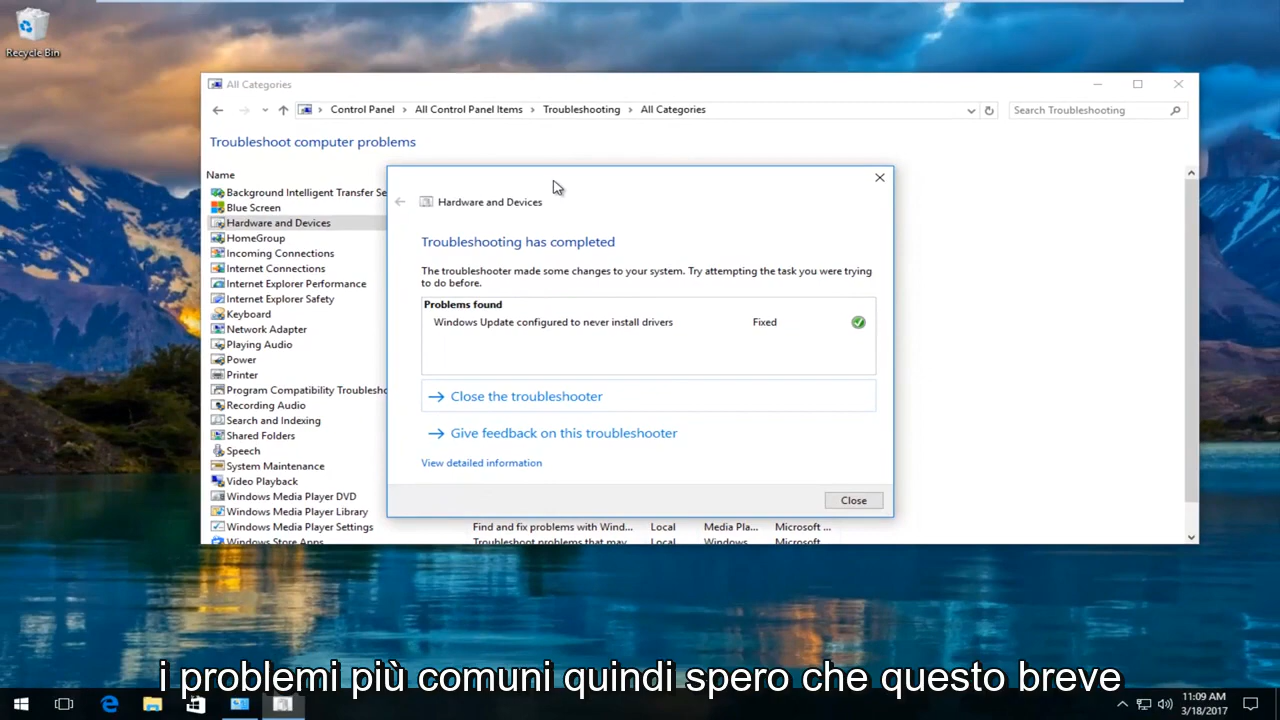 Recycle Bin
All Categories
Control Panel > All Control Panel Items > Troubleshooting > All Categories
Search Troubleshooting
Troubleshoot computer problems
Name
Background Intelligent Transfer Se
Blue Screen
Hardware and Devices
HomeGroup
Incoming Connections
Internet Connections
Internet Explorer Performance
Internet Explorer Safety
Keyboard
Network Adapter
Playing Audio
Power
Printer
Program Compatibility Troublesho
Recording Audio
Search and Indexing
Shared Folders
Speech
System Maintenance
Video Playback
Windows Media Player DVD
Windows Media Player Library
Windows Media Player Settings Find and fix problems with Wind... Local Media Pla... Microsoft ...
Windows Store Apps Troubleshoot problems that may Local Windows Microsoft
Hardware and Devices
Troubleshooting has completed
The troubleshooter made some changes to your system. Try attempting the task you were trying
to do before.
Problems found
Windows Update configured to never install drivers Fixed
Close the troubleshooter
Give feedback on this troubleshooter
View detailed information
Close
i problemi più comuni quindi spero che questo breve
11:09 AM
3/18/2017